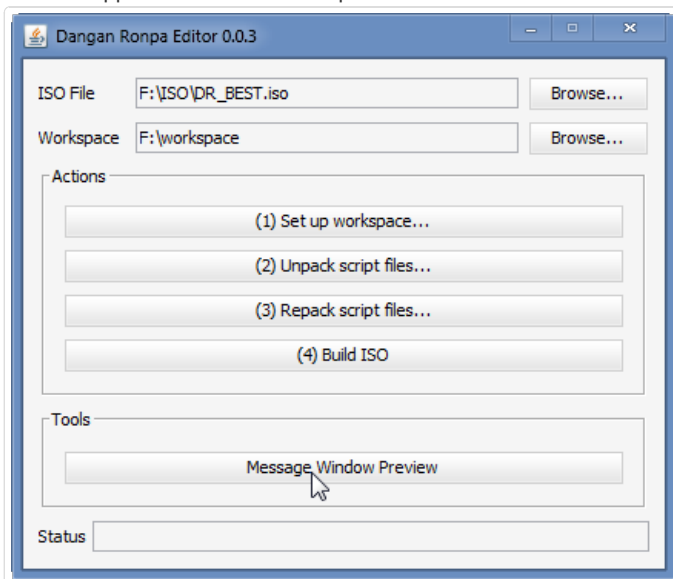 Dangan Ronpa Editor 0.0.3
ISO File F:\ISO\DR_BEST.iso Browse...
Workspace F:\workspace Browse...
Actions
(1) Set up workspace...
(2) Unpack script files...
(3) Repack script files...
(4) Build ISO
Tools
Message Window Preview
Status